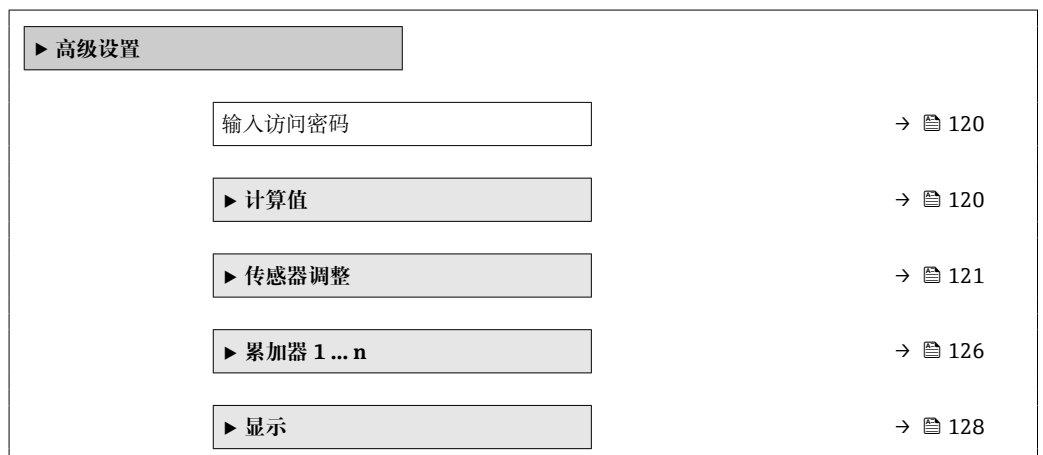 ▶ 高级设置
输入访问密码 → 🖹 120
▶ 计算值 → 🖹 120
▶ 传感器调整 → 🖹 121
▶ 累加器 1 … n → 🖹 126
▶ 显示 → 🖹 128